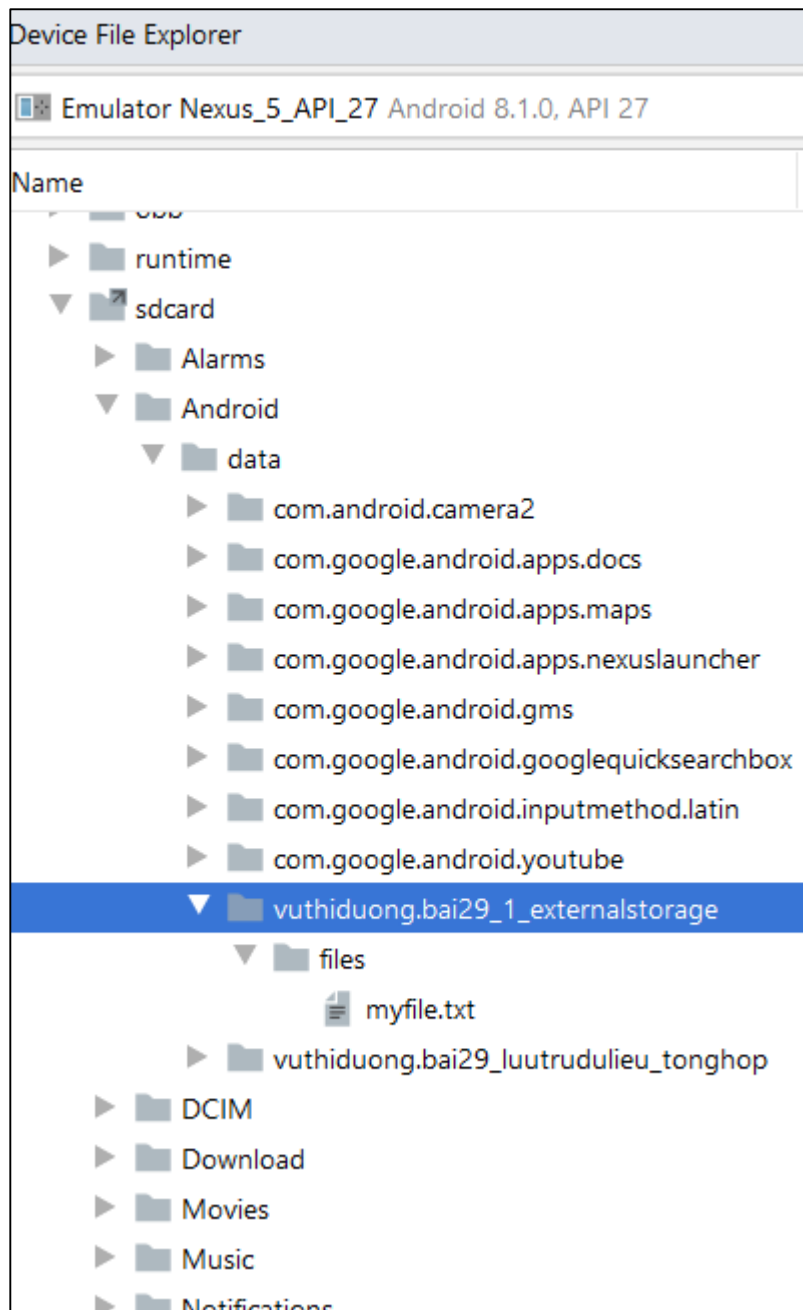 Device File Explorer
Emulator Nexus_5_API_27 Android 8.1.0, API 27
Name
obb
runtime
sdcard
Alarms
Android
data
com.android.camera2
com.google.android.apps.docs
com.google.android.apps.maps
com.google.android.apps.nexuslauncher
com.google.android.gms
com.google.android.googlequicksearchbox
com.google.android.inputmethod.latin
com.google.android.youtube
vuthiduong.bai29_1_externalstorage
files
myfile.txt
vuthiduong.bai29_luutrudulieu_tonghop
DCIM
Download
Movies
Music
Notifications